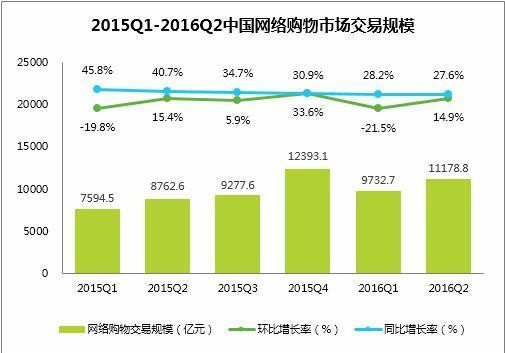 2015Q1-2016Q2中国网络购物市场交易规模
25000
20000
15000
10000
5000
0
45.8% 40.7% 34.7% 30.9% 28.2% 27.6%
-19.8% 15.4% 5.9% 33.6% -21.5% 14.9%
7594.5 8762.6 9277.6 12393.1 9732.7 11178.8
2015Q1 2015Q2 2015Q3 2015Q4 2016Q1 2016Q2
网络购物交易规模（亿元） 环比增长率（%） 同比增长率（%）